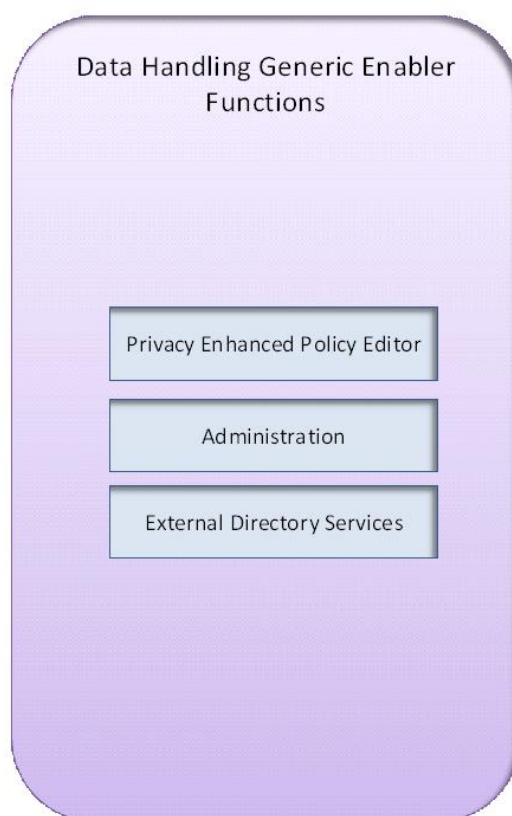 Data Handling Generic Enabler
Functions
Privacy Enhanced Policy Editor
Administration
External Directory Services